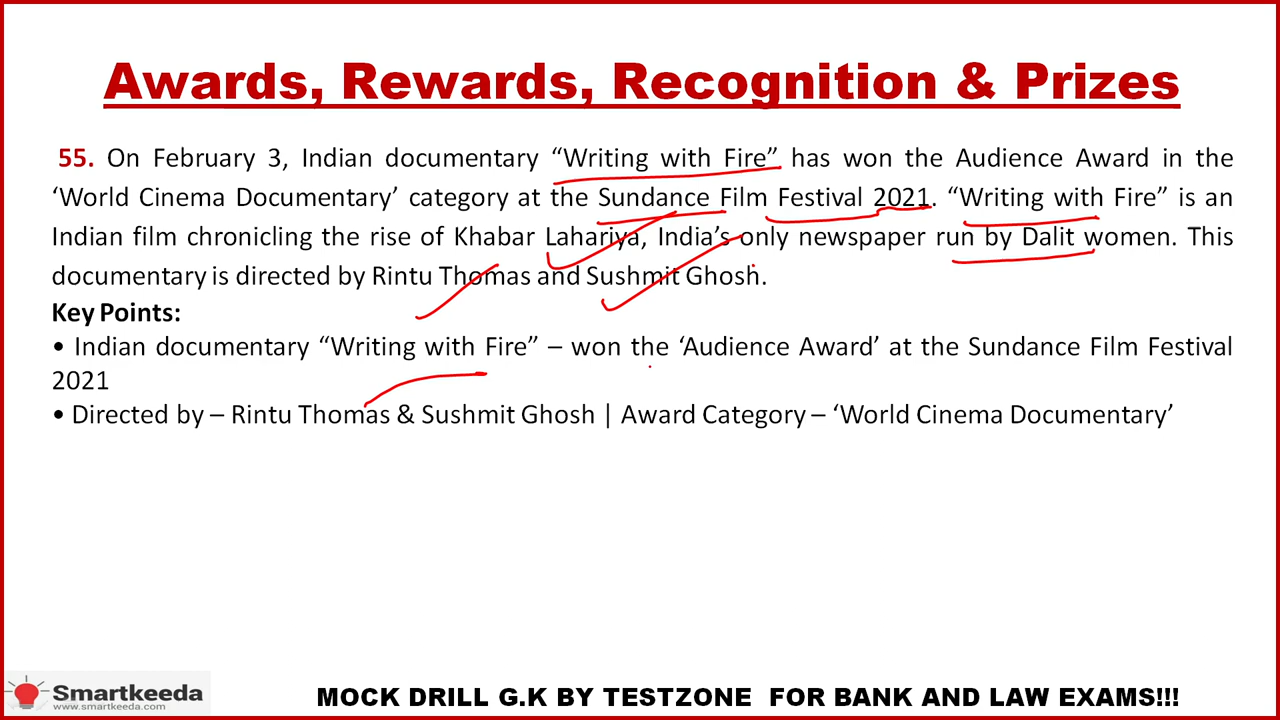 Awards, Rewards, Recognition & Prizes
55. On February 3, Indian documentary “Writing with Fire” has won the Audience Award in the
‘World Cinema Documentary’ category at the Sundance Film Festival 2021. “Writing with Fire” is an
Indian film chronicling the rise of Khabar Lahariya, India’s only newspaper run by Dalit women. This
documentary is directed by Rintu Thomas and Sushmit Ghosh.
Key Points:
• Indian documentary “Writing with Fire” – won the ‘Audience Award’ at the Sundance Film Festival
2021
• Directed by – Rintu Thomas & Sushmit Ghosh | Award Category – ‘World Cinema Documentary’
Smartkeeda
www.smartkeeda.com
MOCK DRILL G.K BY TESTZONE FOR BANK AND LAW EXAMS!!!